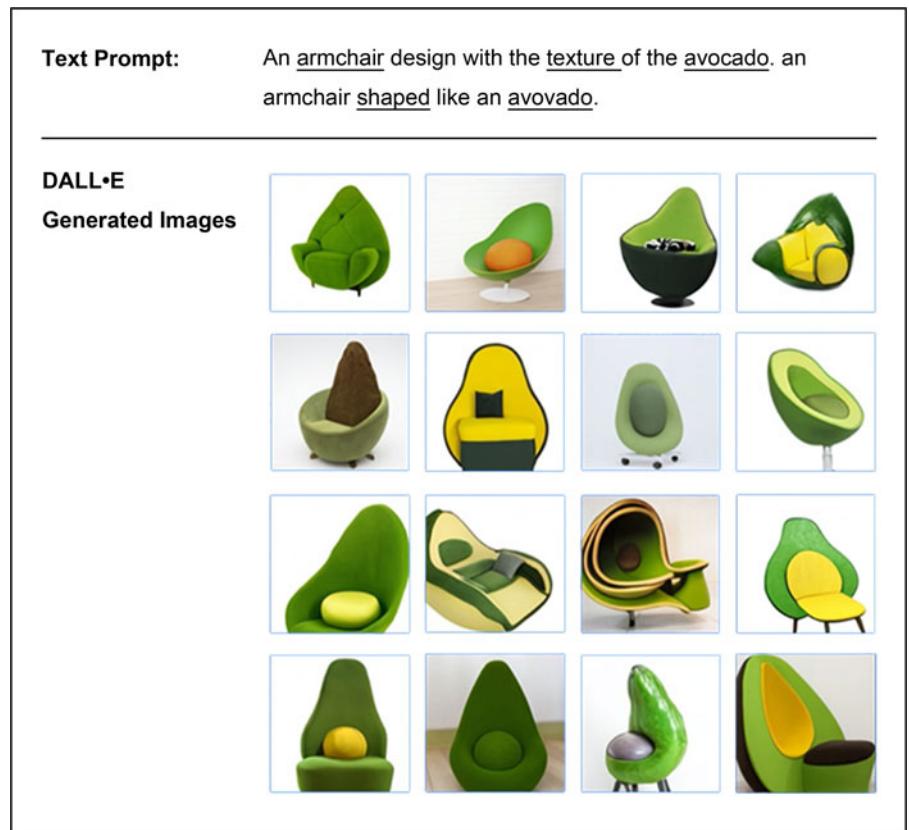 Text Prompt:
An armchair design with the texture of the avocado. an
armchair shaped like an avovado.
DALL•E
Generated Images